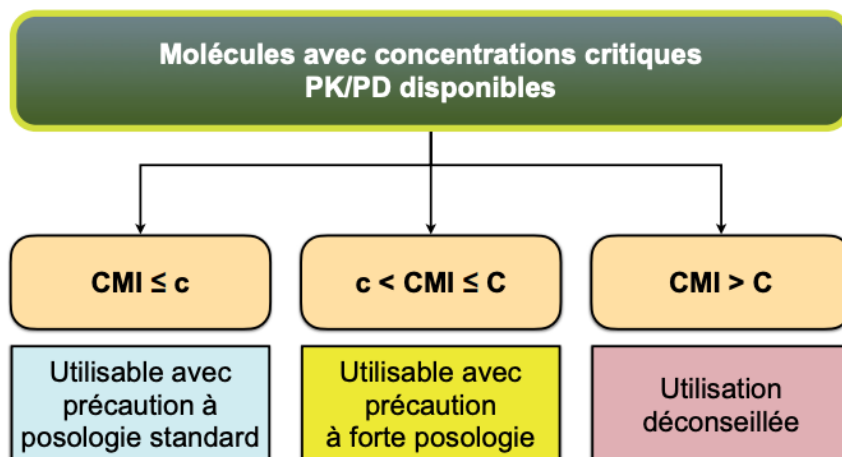 Molécules avec concentrations critiques
PK/PD disponibles
CMI ≤ c
c < CMI ≤ C
CMI > C
Utilisable avec
précaution à
posologie standard
Utilisable avec
précaution
à forte posologie
Utilisation
déconseillée